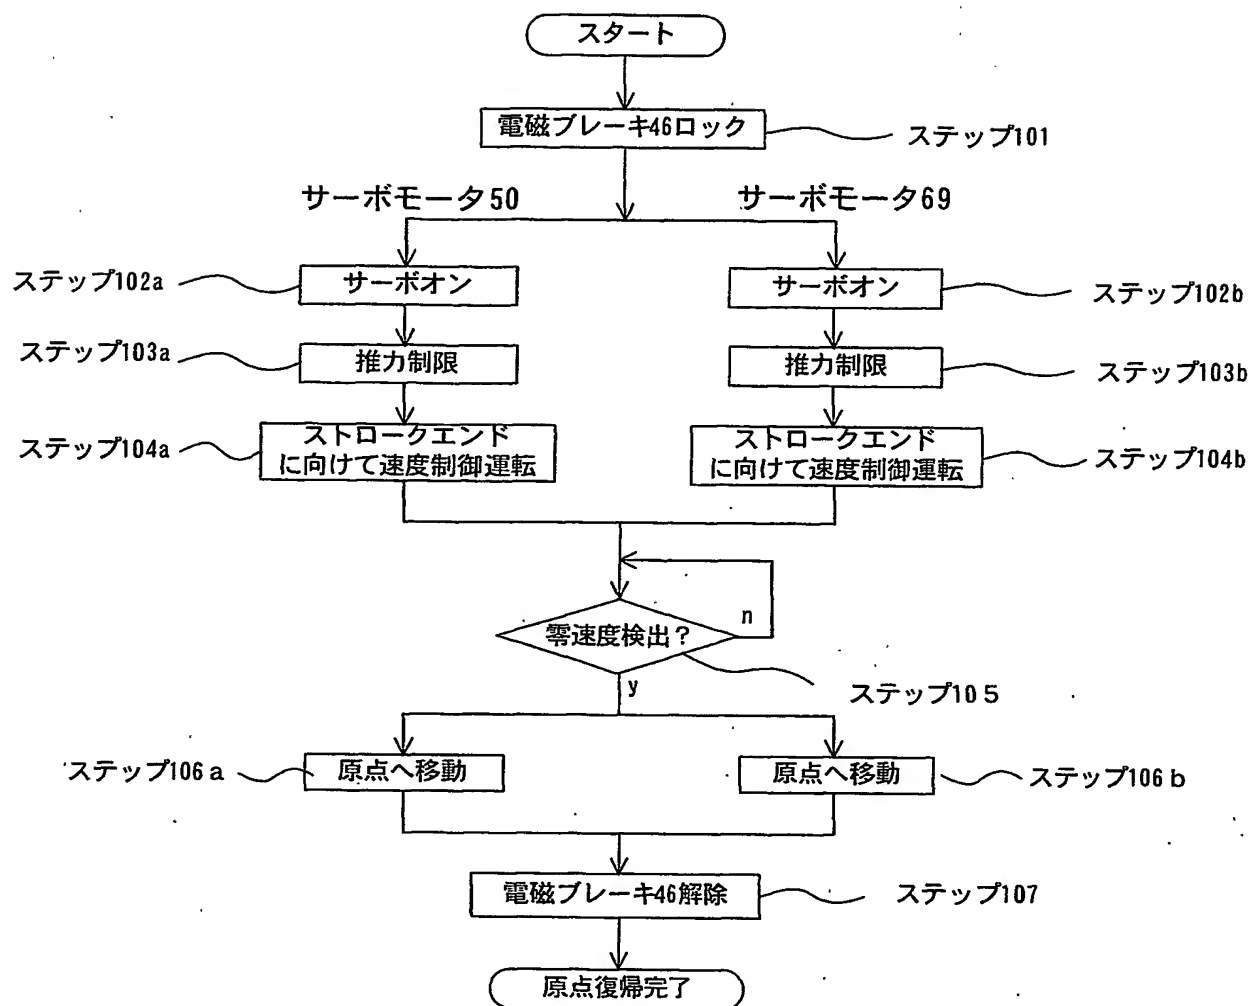 スタート
電磁ブレーキ46ロック
ステップ101
サーボモータ50
サーボモータ69
ステップ102a
サーボオン
サーボオン
ステップ102b
ステップ103a
推力制限
推力制限
ステップ103b
ステップ104a
ストロークエンド
に向けて速度制御運転
ストロークエンド
に向けて速度制御運転
ステップ104b
零速度検出？
n
y
ステップ105
ステップ106a
原点へ移動
原点へ移動
ステップ106b
電磁ブレーキ46解除
ステップ107
原点復帰完了